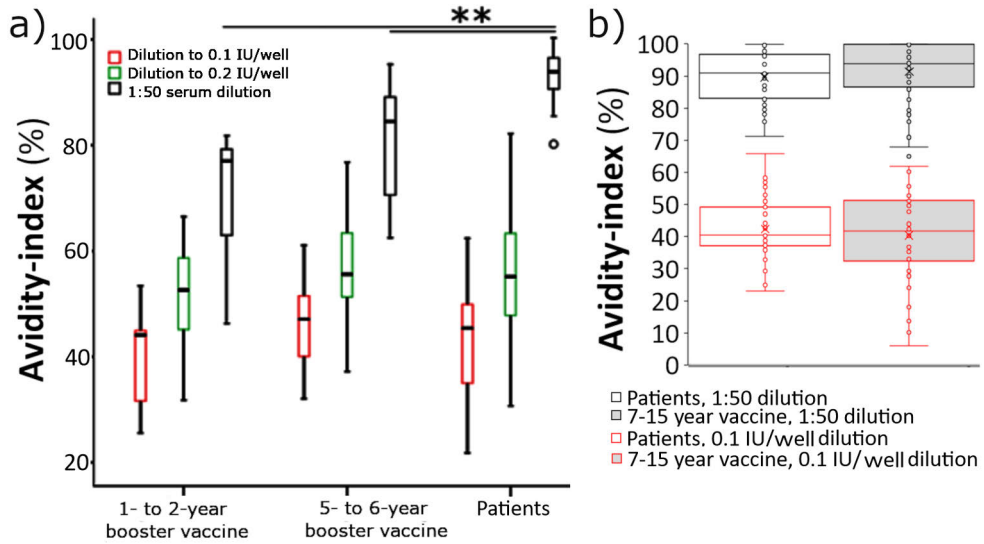 a)
**
Avidity-index (%)
100
80
60
40
20
Dilution to 0.1 IU/well
Dilution to 0.2 IU/well
1:50 serum dilution
1- to 2-year
booster vaccine
5- to 6-year
booster vaccine
Patients
b)
Avidity-index (%)
100
90
80
70
60
50
40
30
20
10
0
Patients, 1:50 dilution
7-15 year vaccine, 1:50 dilution
Patients, 0.1 IU/well dilution
7-15 year vaccine, 0.1 IU/well dilution